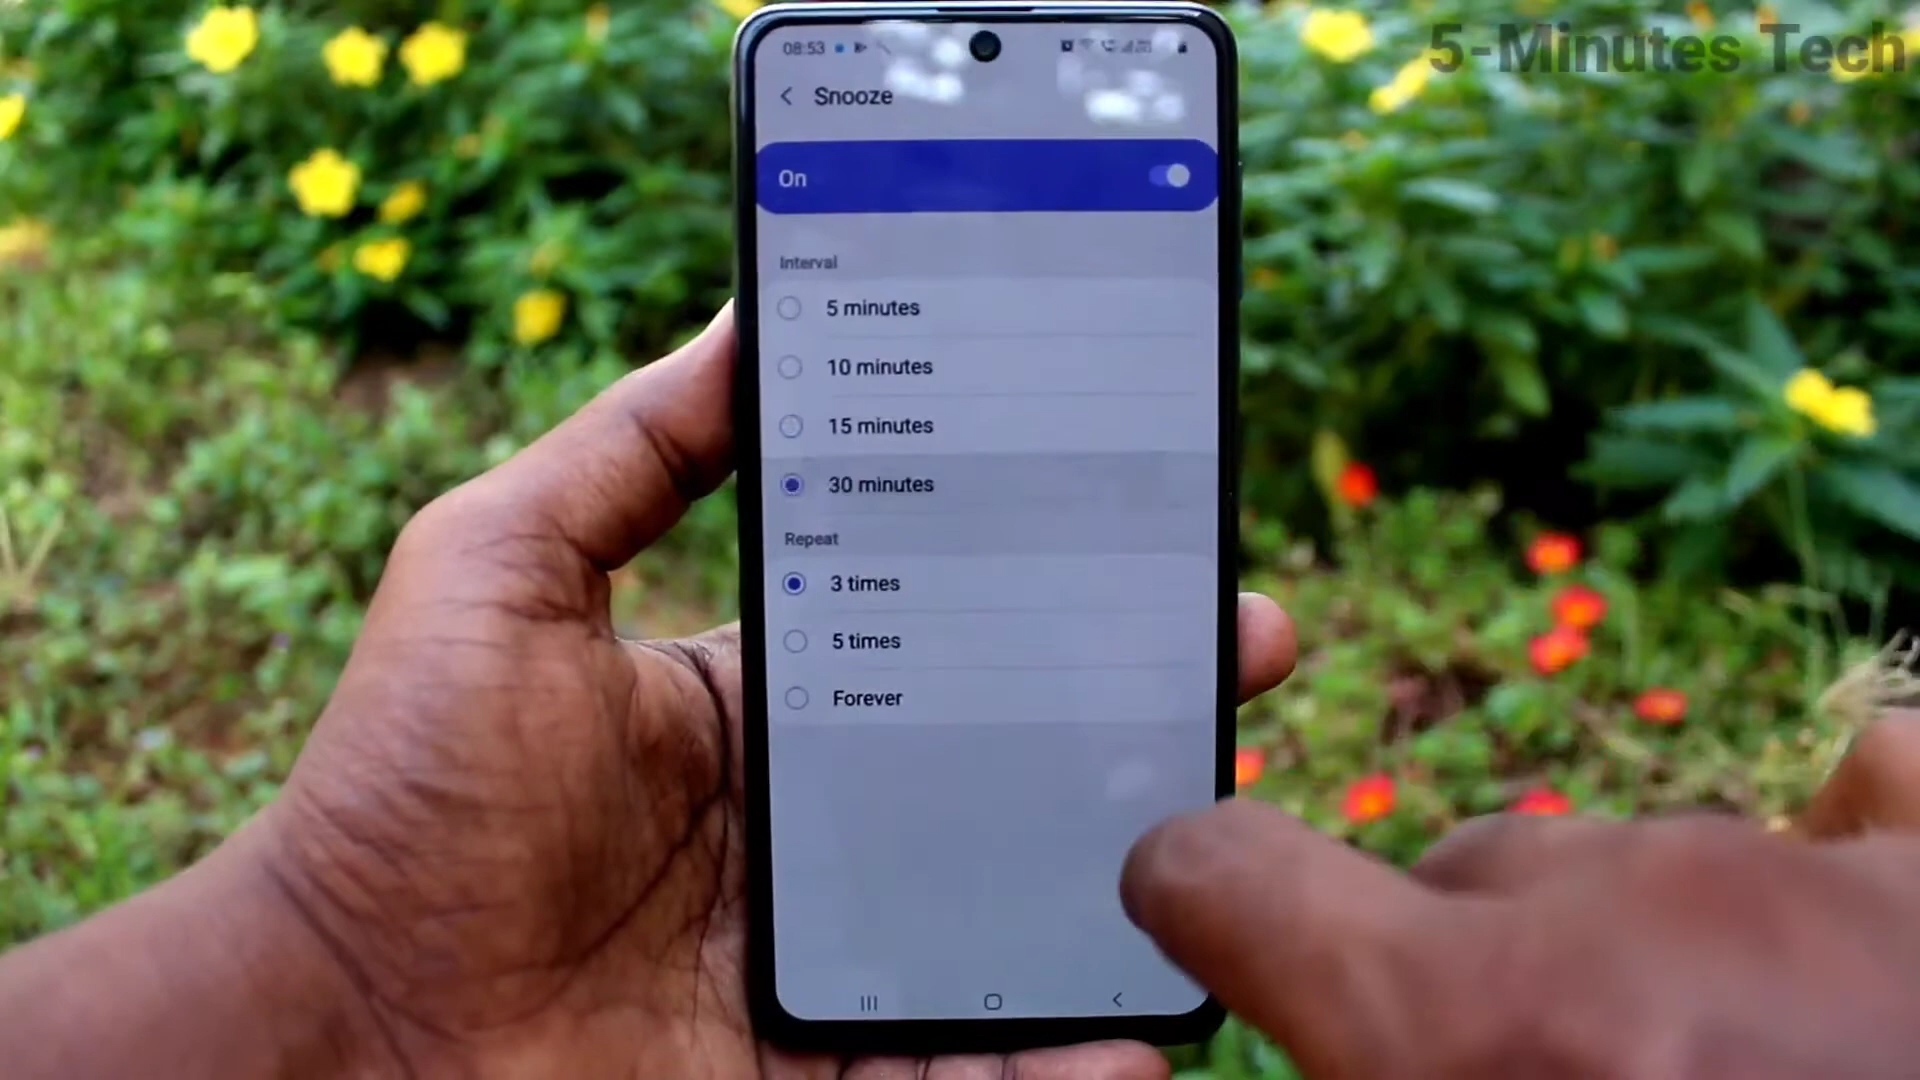 5-Minutes Tech
08:53
Snooze
On
Interval
5 minutes
10 minutes
15 minutes
30 minutes
Repeat
3 times
5 times
Forever